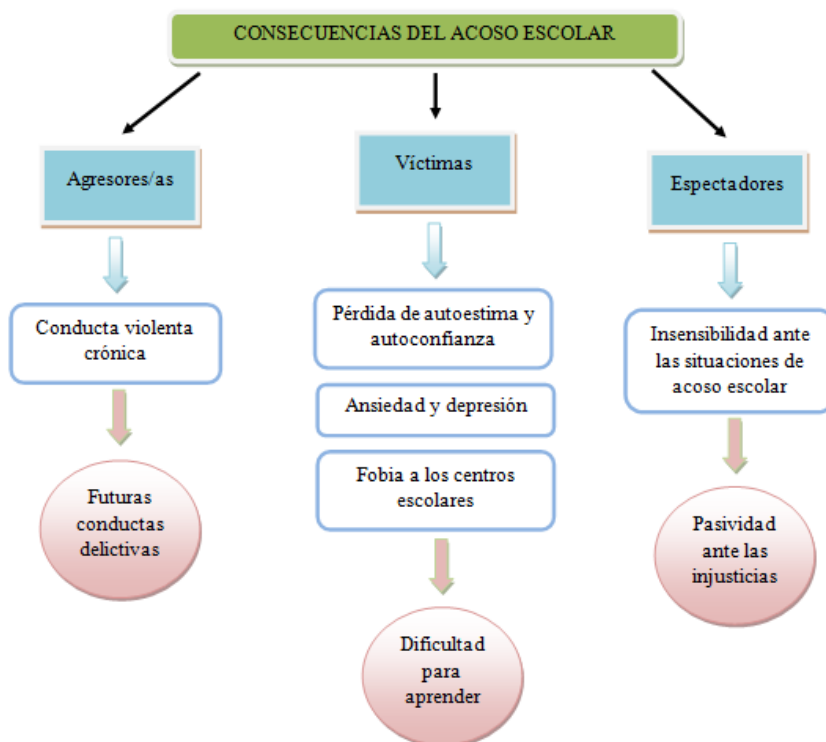 CONSECUENCIAS DEL ACOSO ESCOLAR
Agresores/as
Víctimas
Espectadores
Conducta violenta
crónica
Pérdida de autoestima y
autoconfianza
Ansiedad y depresión
Fobia a los centros
escolares
Insensibilidad ante
las situaciones de
acoso escolar
Futuras
conductas
delictivas
Dificultad
para
aprender
Pasividad
ante las
injusticias